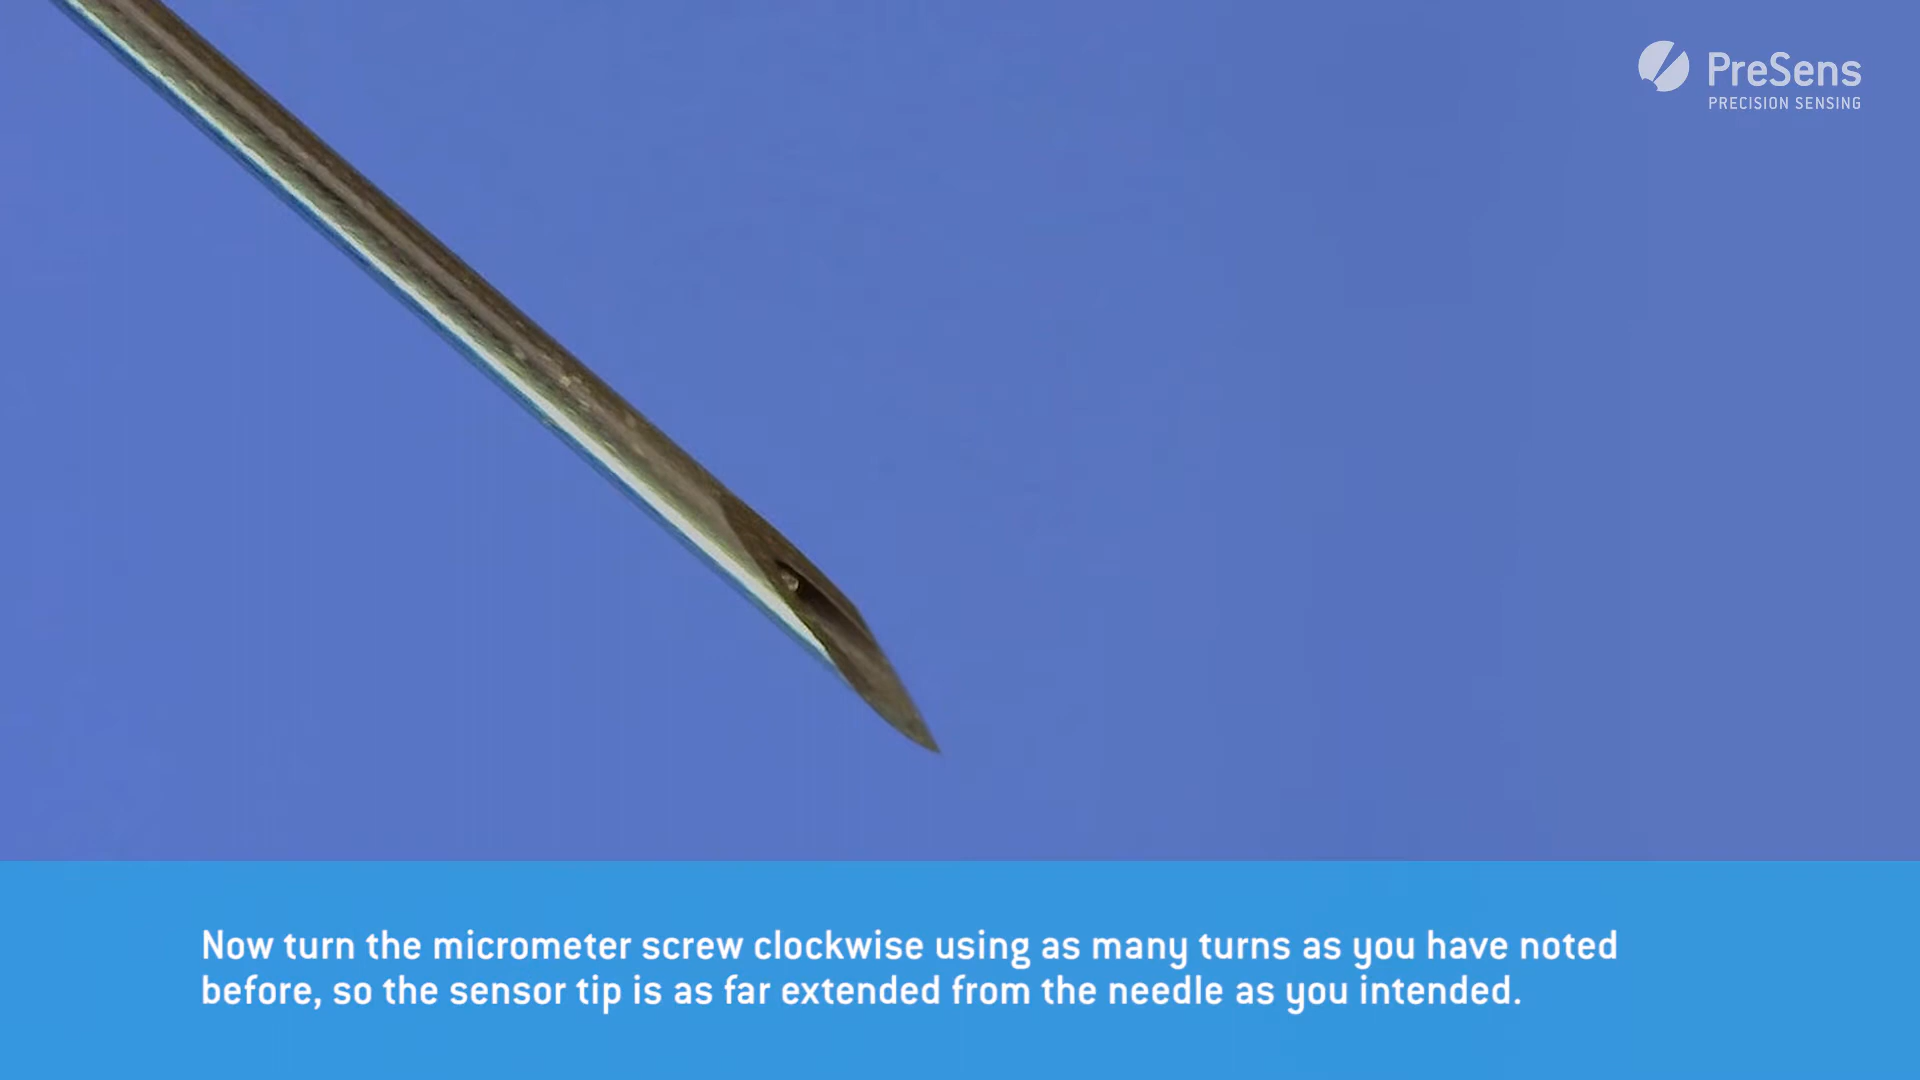 PreSens
PRECISION SENSING
Now turn the micrometer screw clockwise using as many turns as you have noted
before, so the sensor tip is as far extended from the needle as you intended.